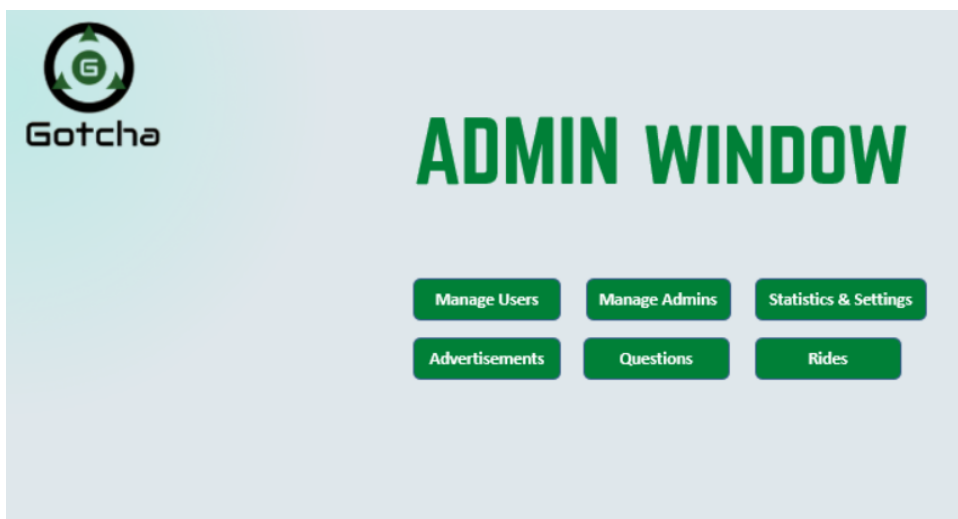 G
Gotcha
ADMIN WINDOW
Manage Users Manage Admins Statistics & Settings
Advertisements Questions Rides